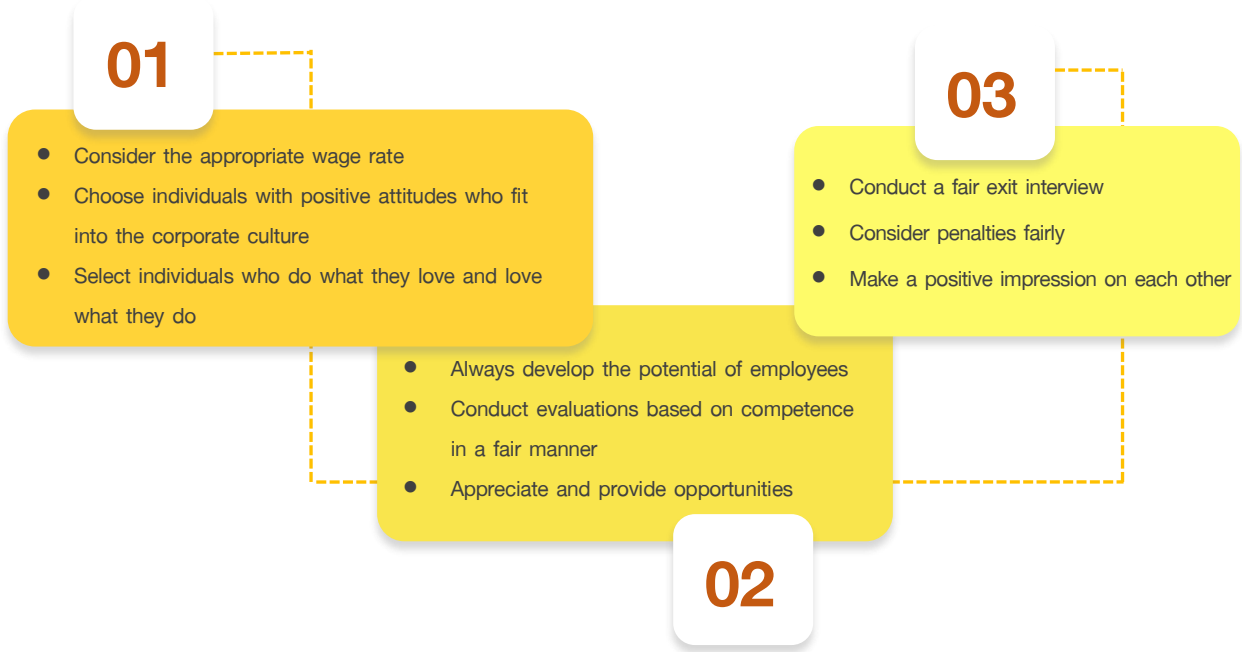 01
● Consider the appropriate wage rate
● Choose individuals with positive attitudes who fit
into the corporate culture
● Select individuals who do what they love and love
what they do
● Always develop the potential of employees
● Conduct evaluations based on competence
in a fair manner
● Appreciate and provide opportunities
02
03
● Conduct a fair exit interview
● Consider penalties fairly
● Make a positive impression on each other